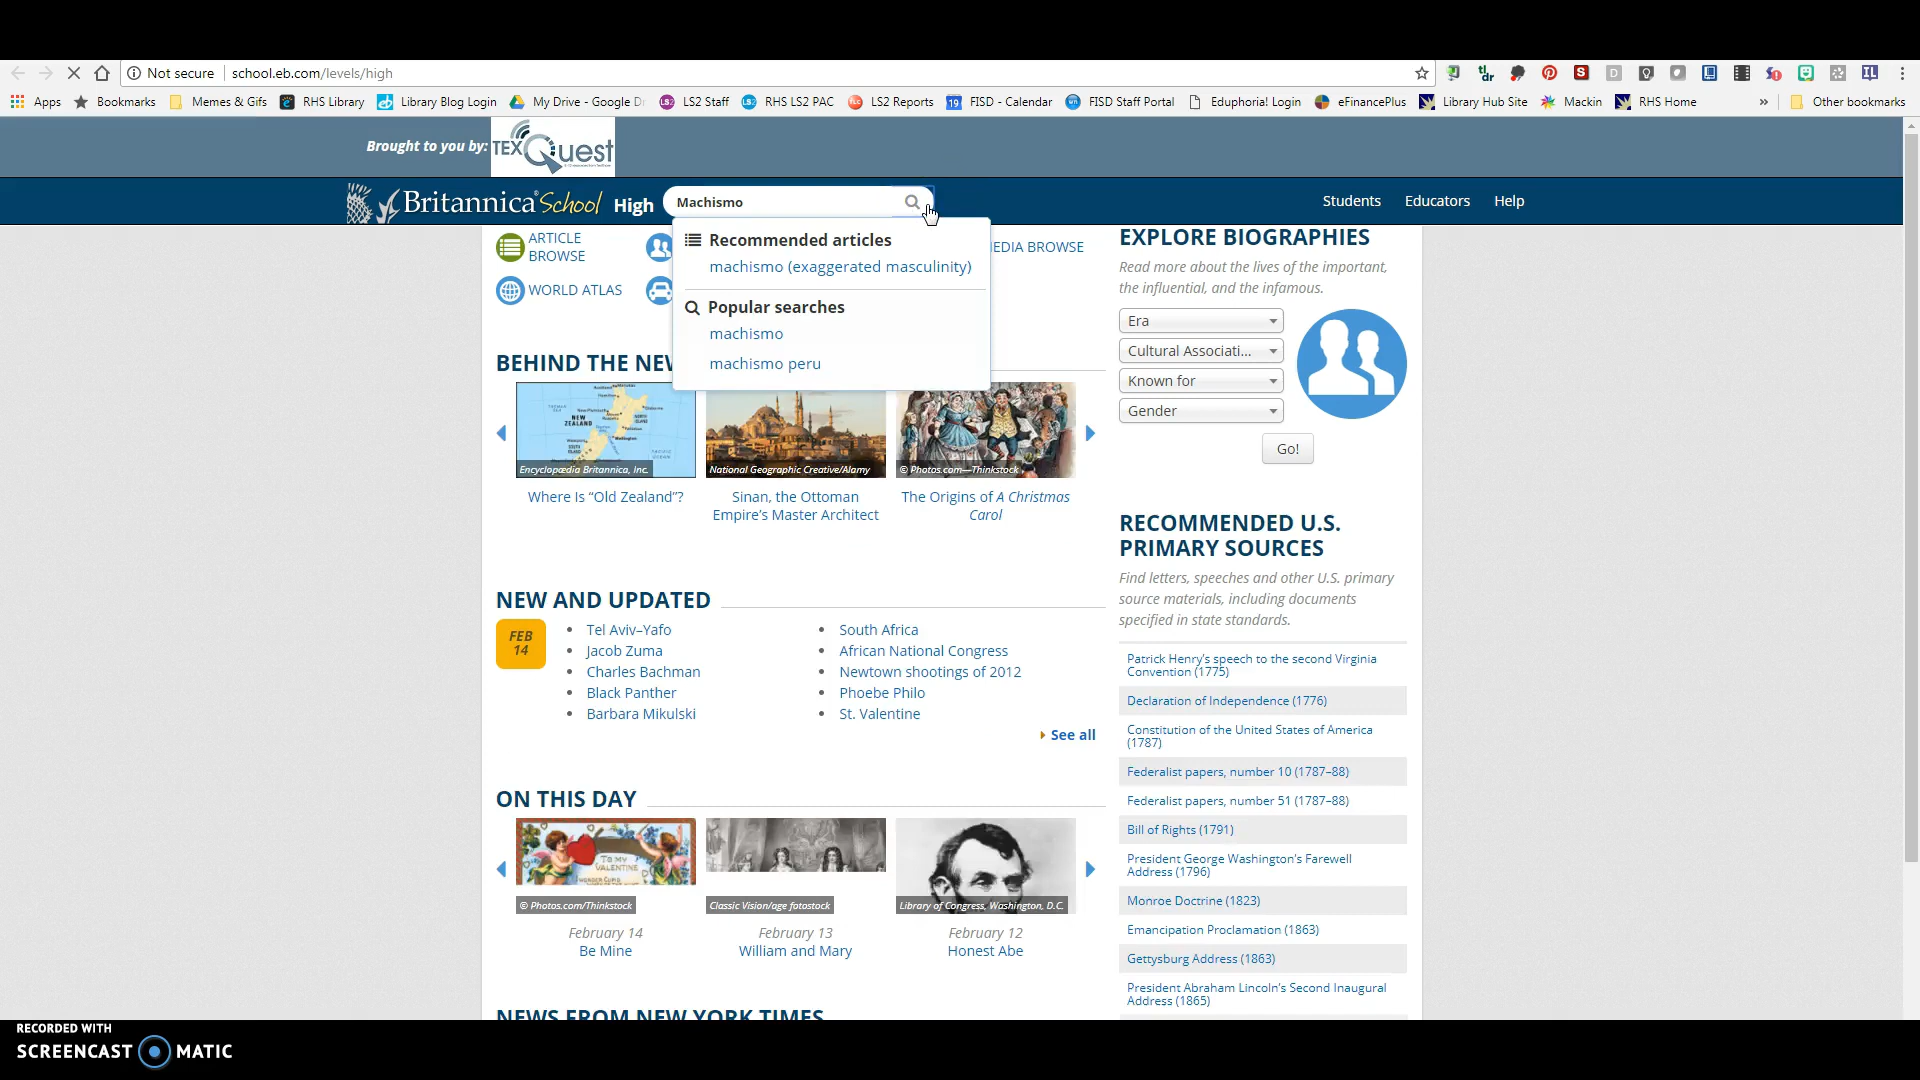 Not secure school.eb.com/levels/high
Apps Bookmarks Memes & Gifs RHS Library Library Blog Login My Drive - Google Dr LS2 Staff RHS LS2 PAC LS2 Reports FISD - Calendar FISD Staff Portal Eduphoria! Login eFinancePlus Library Hub Site Mackin RHS Home » Other bookmarks
Brought to you by: TEXQuest
Britannica School High Machismo Students Educators Help
ARTICLE
BROWSE
EDIA BROWSE
WORLD ATLAS
Recommended articles
machismo (exaggerated masculinity)
Popular searches
machismo
machismo peru
BEHIND THE NEW
Encyclopædia Britannica, Inc.
National Geographic Creative/Alamy
© Photos.com—Thinkstock
NEW
ZEALAND
Where Is “Old Zealand”?
Sinan, the Ottoman
Empire’s Master Architect
The Origins of A Christmas
Carol
NEW AND UPDATED
FEB
14
Tel Aviv–Yafo
Jacob Zuma
Charles Bachman
Black Panther
Barbara Mikulski
South Africa
African National Congress
Newtown shootings of 2012
Phoebe Philo
St. Valentine
See all
ON THIS DAY
TO MY
VALENTINE
© Photos.com/Thinkstock
Classic Vision/age fotostock
Library of Congress, Washington, D.C.
February 14
Be Mine
February 13
William and Mary
February 12
Honest Abe
NEWS FROM NEW YORK TIMES
EXPLORE BIOGRAPHIES
Read more about the lives of the important,
the influential, and the infamous.
Era
Cultural Associati...
Known for
Gender
Go!
RECOMMENDED U.S.
PRIMARY SOURCES
Find letters, speeches and other U.S. primary
source materials, including documents
specified in state standards.
Patrick Henry’s speech to the second Virginia
Convention (1775)
Declaration of Independence (1776)
Constitution of the United States of America
(1787)
Federalist papers, number 10 (1787–88)
Federalist papers, number 51 (1787–88)
Bill of Rights (1791)
President George Washington’s Farewell
Address (1796)
Monroe Doctrine (1823)
Emancipation Proclamation (1863)
Gettysburg Address (1863)
President Abraham Lincoln’s Second Inaugural
Address (1865)
RECORDED WITH
SCREENCAST MATIC